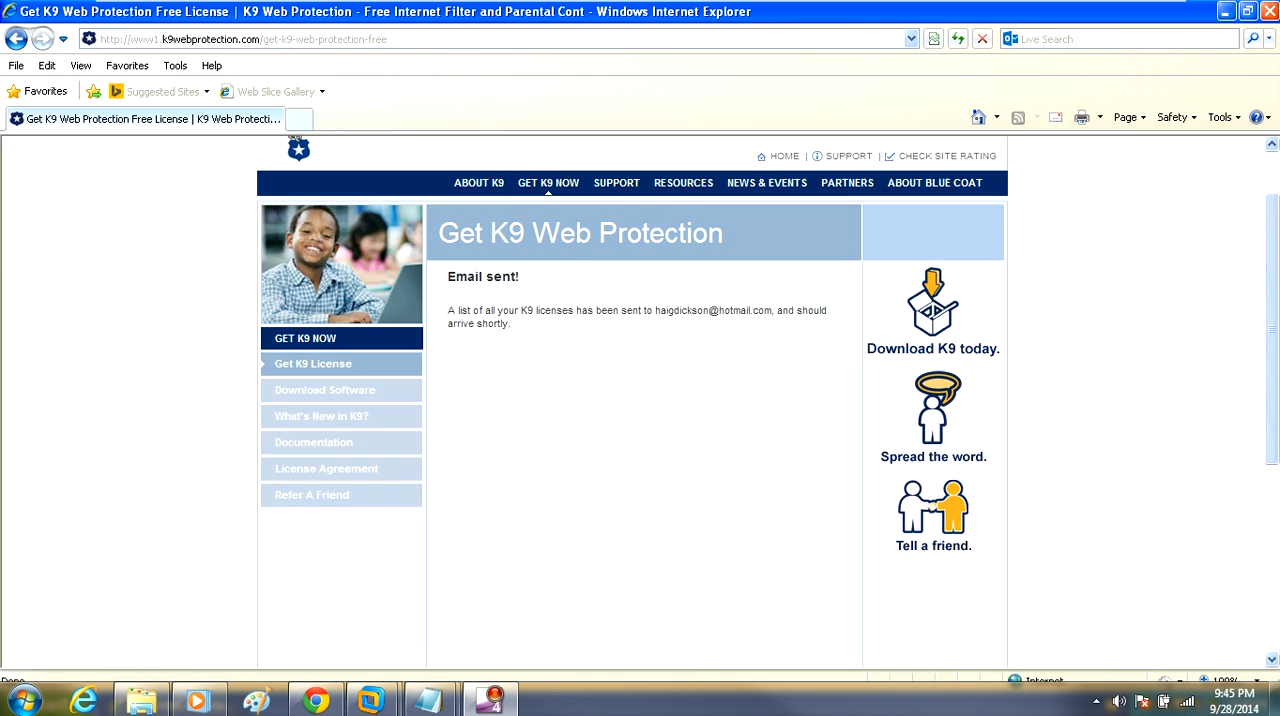 Get K9 Web Protection Free License | K9 Web Protection - Free Internet Filter and Parental Cont - Windows Internet Explorer
http://www1.k9webprotection.com/get-k9-web-protection-free
Live Search
File Edit View Favorites Tools Help
Favorites Suggested Sites Web Slice Gallery
Get K9 Web Protection Free License | K9 Web Protecti...
Page Safety Tools
HOME | SUPPORT | CHECK SITE RATING
ABOUT K9 GET K9 NOW SUPPORT RESOURCES NEWS & EVENTS PARTNERS ABOUT BLUE COAT
Get K9 Web Protection
Email sent!
A list of all your K9 licenses has been sent to haigdickson@hotmail.com, and should
arrive shortly.
GET K9 NOW
Get K9 License
Download Software
What's New in K9?
Documentation
License Agreement
Refer A Friend
Download K9 today.
Spread the word.
Tell a friend.
Done
Internet
100%
4
9:45 PM
9/28/2014